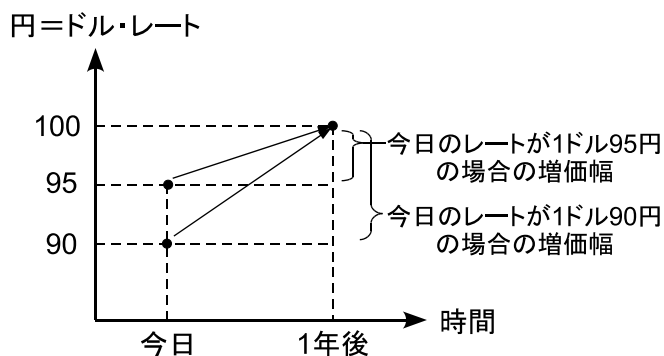 円=ドル・レート
100
95
90
今日のレートが1ドル95円
の場合の増価幅
今日のレートが1ドル90円
の場合の増価幅
時間
今日
1年後